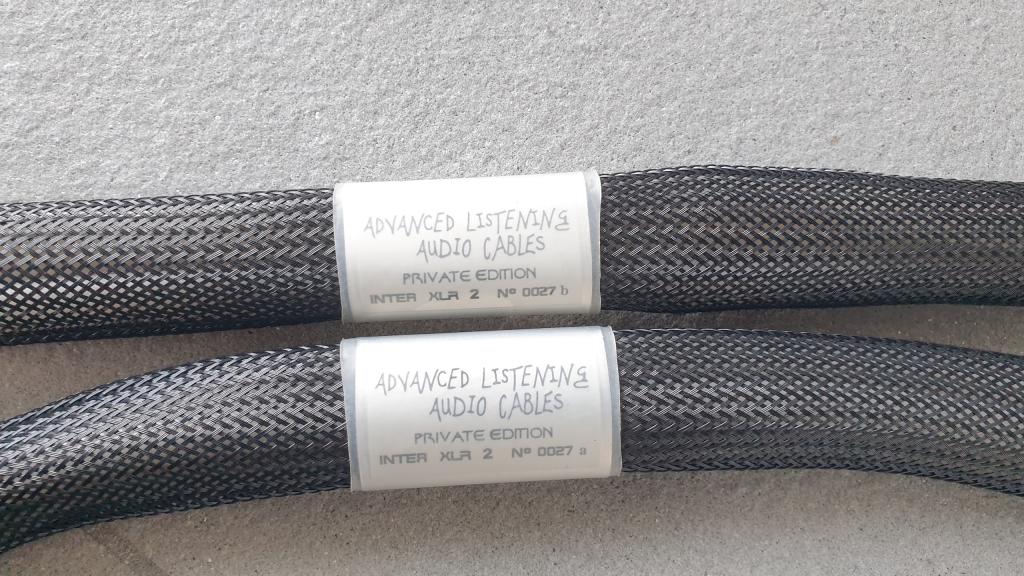 ADVANCED LISTENING
AUDIO CABLES
PRIVATE EDITION
INTER XLR 2 Nº 0027 b
ADVANCED LISTENING
AUDIO CABLES
PRIVATE EDITION
INTER XLR 2 Nº 0027 a